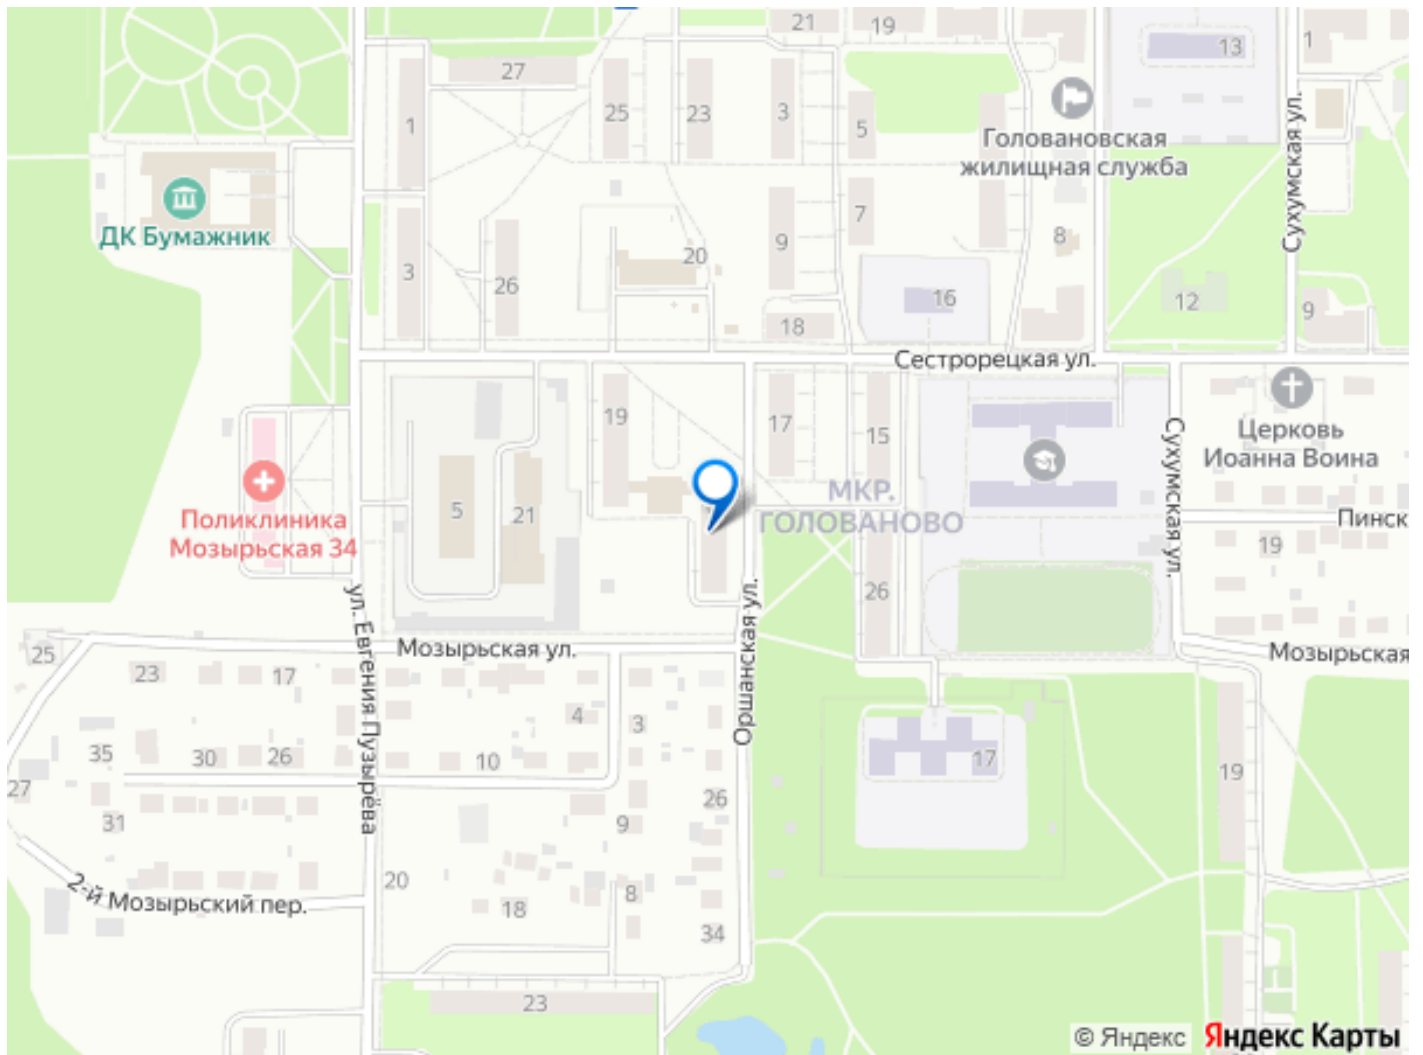 21
19
27
1
25
23
3
5
13
1
Головановская
жилищная служба
Сухумская ул.
ДК Бумажник
3
26
20
9
7
8
16
12
9
18
Сестрорецкая ул.
19
17
15
Церковь
Иоанна Воина
Сухумская ул.
МКР.
ГОЛОВАНОВО
Поликлиника
Мозырьская 34
5
21
Пинск
19
26
ул. Евгения Пузырёва
Оршанская ул.
Мозырьская ул.
Мозырьская
25
23
17
4
3
35
30
26
10
17
19
27
31
26
9
20
2-й Мозырьский пер.
18
8
34
23
© Яндекс
Яндекс Карты